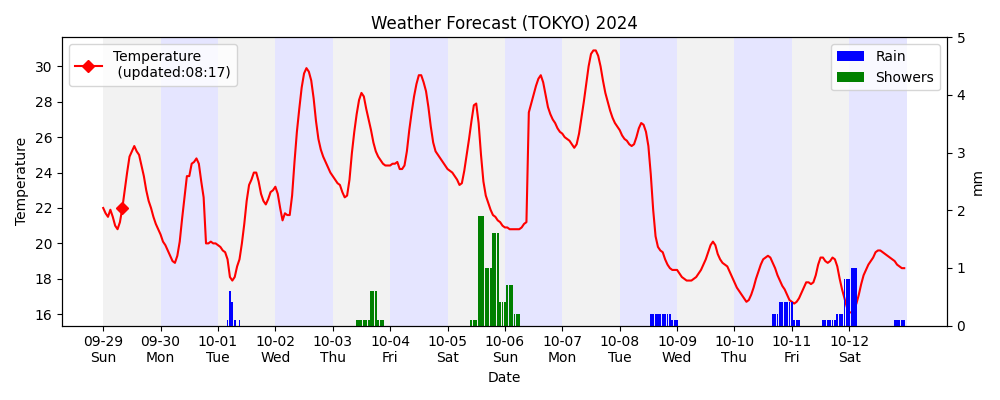 Weather Forecast (TOKYO) 2024
Temperature
(updated:08:17)
Rain
Showers
Temperature
30
28
26
24
22
20
18
16
5
4
3
2
1
0
mm
09-29 09-30 10-01 10-02 10-03 10-04 10-05 10-06 10-07 10-08 10-09 10-10 10-11 10-12
Sun Mon Tue Wed Thu Fri Sat Sun Mon Tue Wed Thu Fri Sat
Date